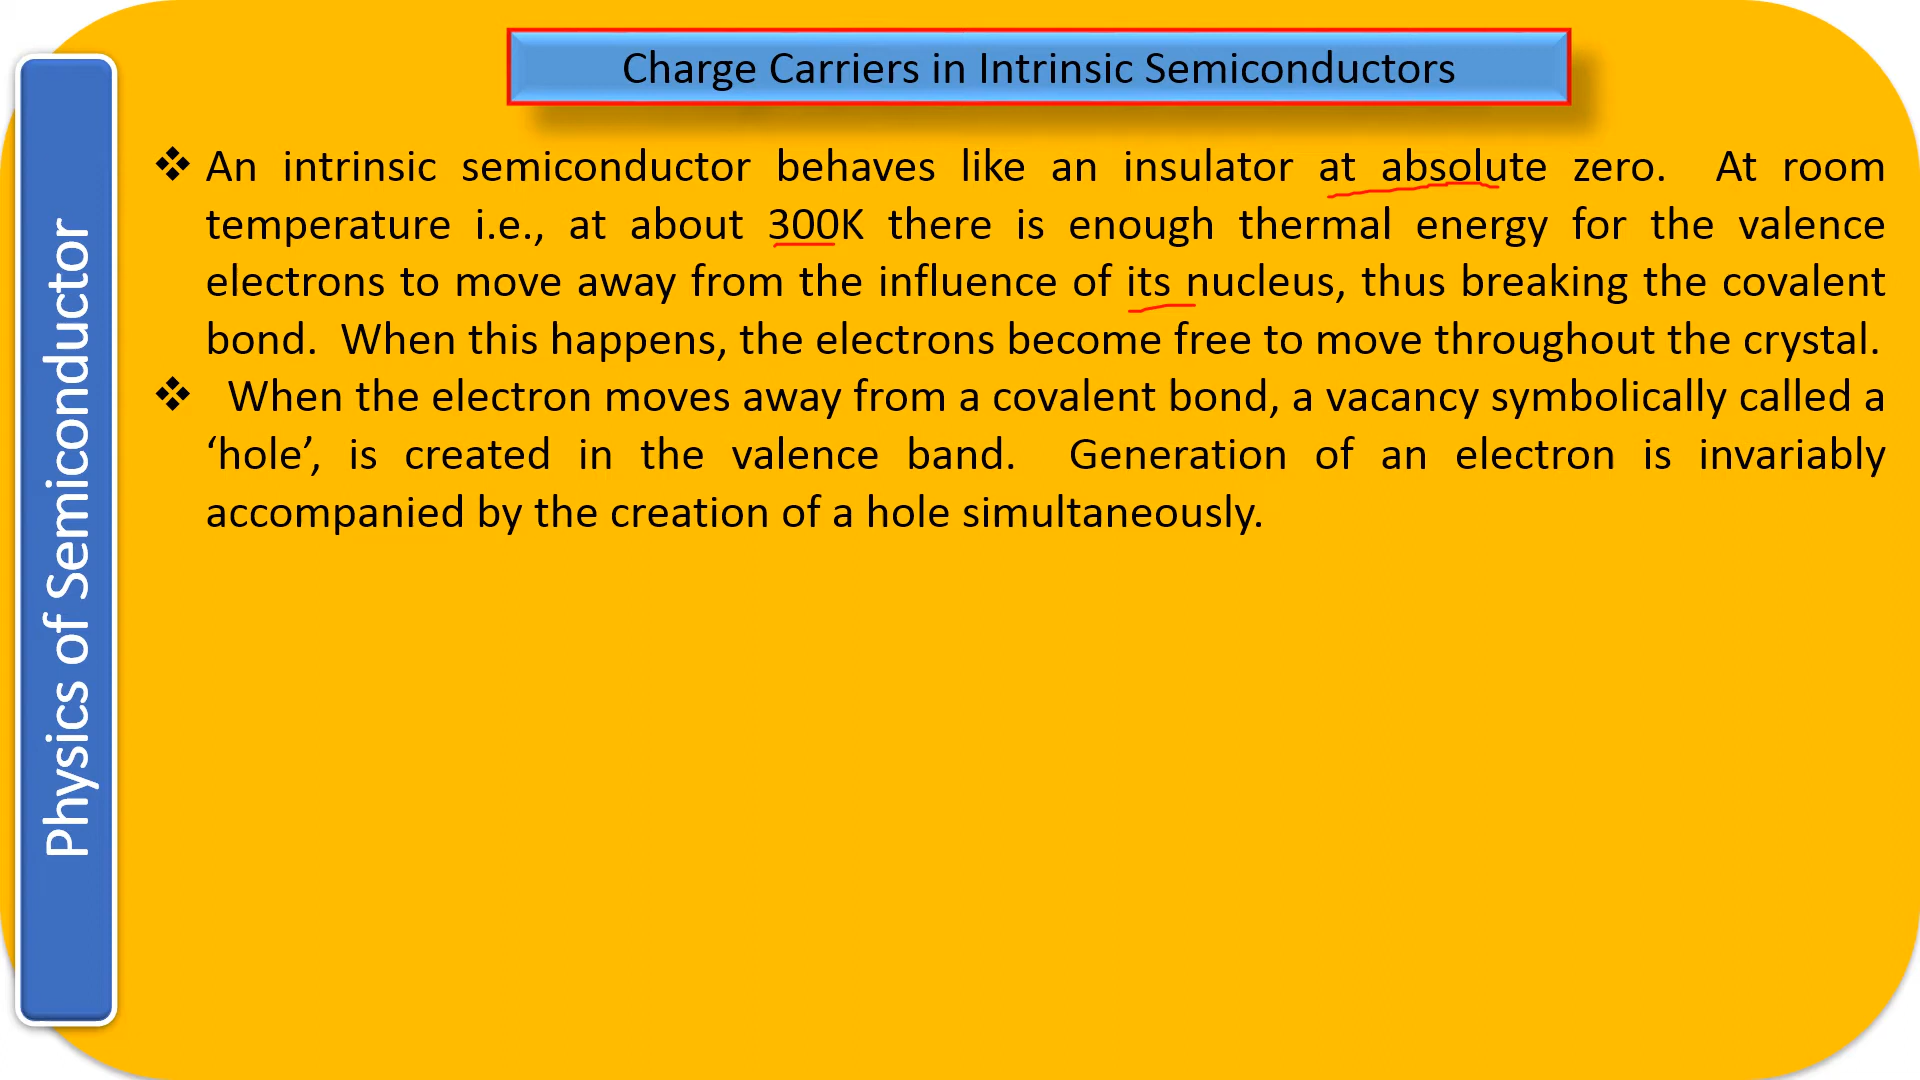 Charge Carriers in Intrinsic Semiconductors
Physics of Semiconductor
❖ An intrinsic semiconductor behaves like an insulator at absolute zero. At room
temperature i.e., at about 300K there is enough thermal energy for the valence
electrons to move away from the influence of its nucleus, thus breaking the covalent
bond. When this happens, the electrons become free to move throughout the crystal.
❖ When the electron moves away from a covalent bond, a vacancy symbolically called a
‘hole’, is created in the valence band. Generation of an electron is invariably
accompanied by the creation of a hole simultaneously.